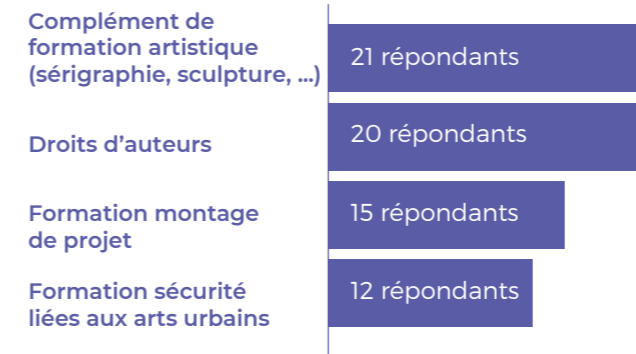 Complément de
formation artistique
(sérigraphie, sculpture, ...)
21 répondants
Droits d'auteurs
20 répondants
Formation montage
de projet
15 répondants
Formation sécurité
liées aux arts urbains
12 répondants